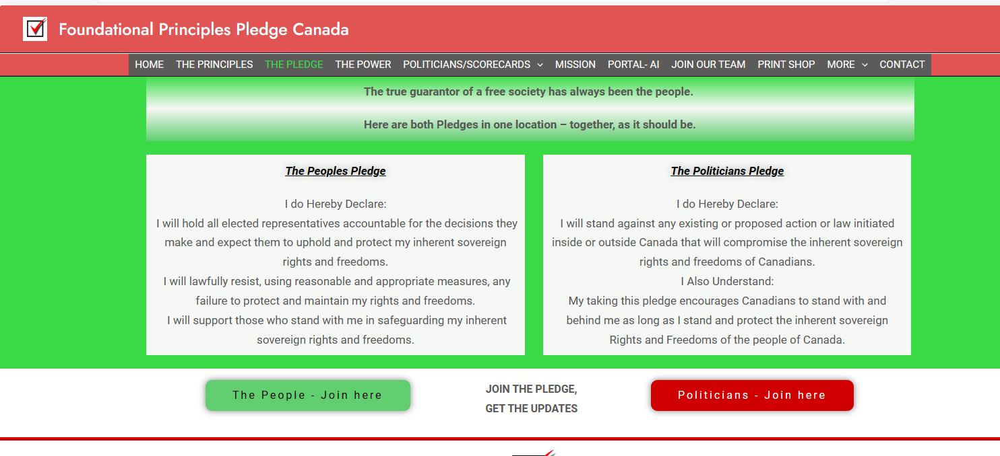 Foundational Principles Pledge Canada
HOME THE PRINCIPLES THE PLEDGE THE POWER POLITICIANS/SCORECARDS MISSION PORTAL- AI JOIN OUR TEAM PRINT SHOP MORE CONTACT
The true guarantor of a free society has always been the people.
Here are both Pledges in one location – together, as it should be.
The Peoples Pledge
I do Hereby Declare:
I will hold all elected representatives accountable for the decisions they
make and expect them to uphold and protect my inherent sovereign
rights and freedoms.
I will lawfully resist, using reasonable and appropriate measures, any
failure to protect and maintain my rights and freedoms.
I will support those who stand with me in safeguarding my inherent
sovereign rights and freedoms.
The Politicians Pledge
I do Hereby Declare:
I will stand against any existing or proposed action or law initiated
inside or outside Canada that will compromise the inherent sovereign
rights and freedoms of Canadians.
I Also Understand:
My taking this pledge encourages Canadians to stand with and
behind me as long as I stand and protect the inherent sovereign
Rights and Freedoms of the people of Canada.
The People - Join here
JOIN THE PLEDGE,
GET THE UPDATES
Politicians - Join here